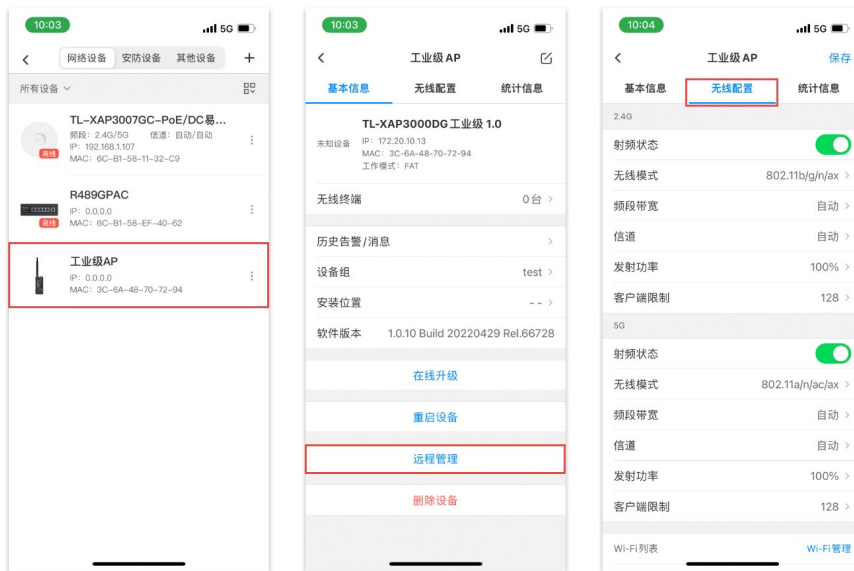 10:03
5G
网络设备 安防设备 其他设备 +
所有设备
TL-XAP3007GC-PoE/DC易...
频段: 2.4G/5G 信道: 自动/自动
IP: 192.168.1.107
离线
MAC: 6C-B1-58-11-32-C9
R489GPAC
IP: 0.0.0.0
离线
MAC: 6C-B1-58-EF-40-62
工业级AP
IP: 0.0.0.0
MAC: 3C-6A-48-70-72-94
10:03
5G
工业级AP
基本信息 无线配置 统计信息
TL-XAP3000DG工业级 1.0
未知设备
IP: 172.20.10.13
MAC: 3C-6A-48-70-72-94
工作模式: FAT
无线终端 0台
历史告警/消息
设备组 test
安装位置 - -
软件版本 1.0.10 Build 20220429 Rel.66728
在线升级
重启设备
远程管理
删除设备
10:04
5G
工业级AP 保存
基本信息 无线配置 统计信息
2.4G
射频状态
无线模式 802.11b/g/n/ax
频段带宽 自动
信道 自动
发射功率 100%
客户端限制 128
5G
射频状态
无线模式 802.11a/n/ac/ax
频段带宽 自动
信道 自动
发射功率 100%
客户端限制 128
Wi-Fi列表 Wi-Fi管理